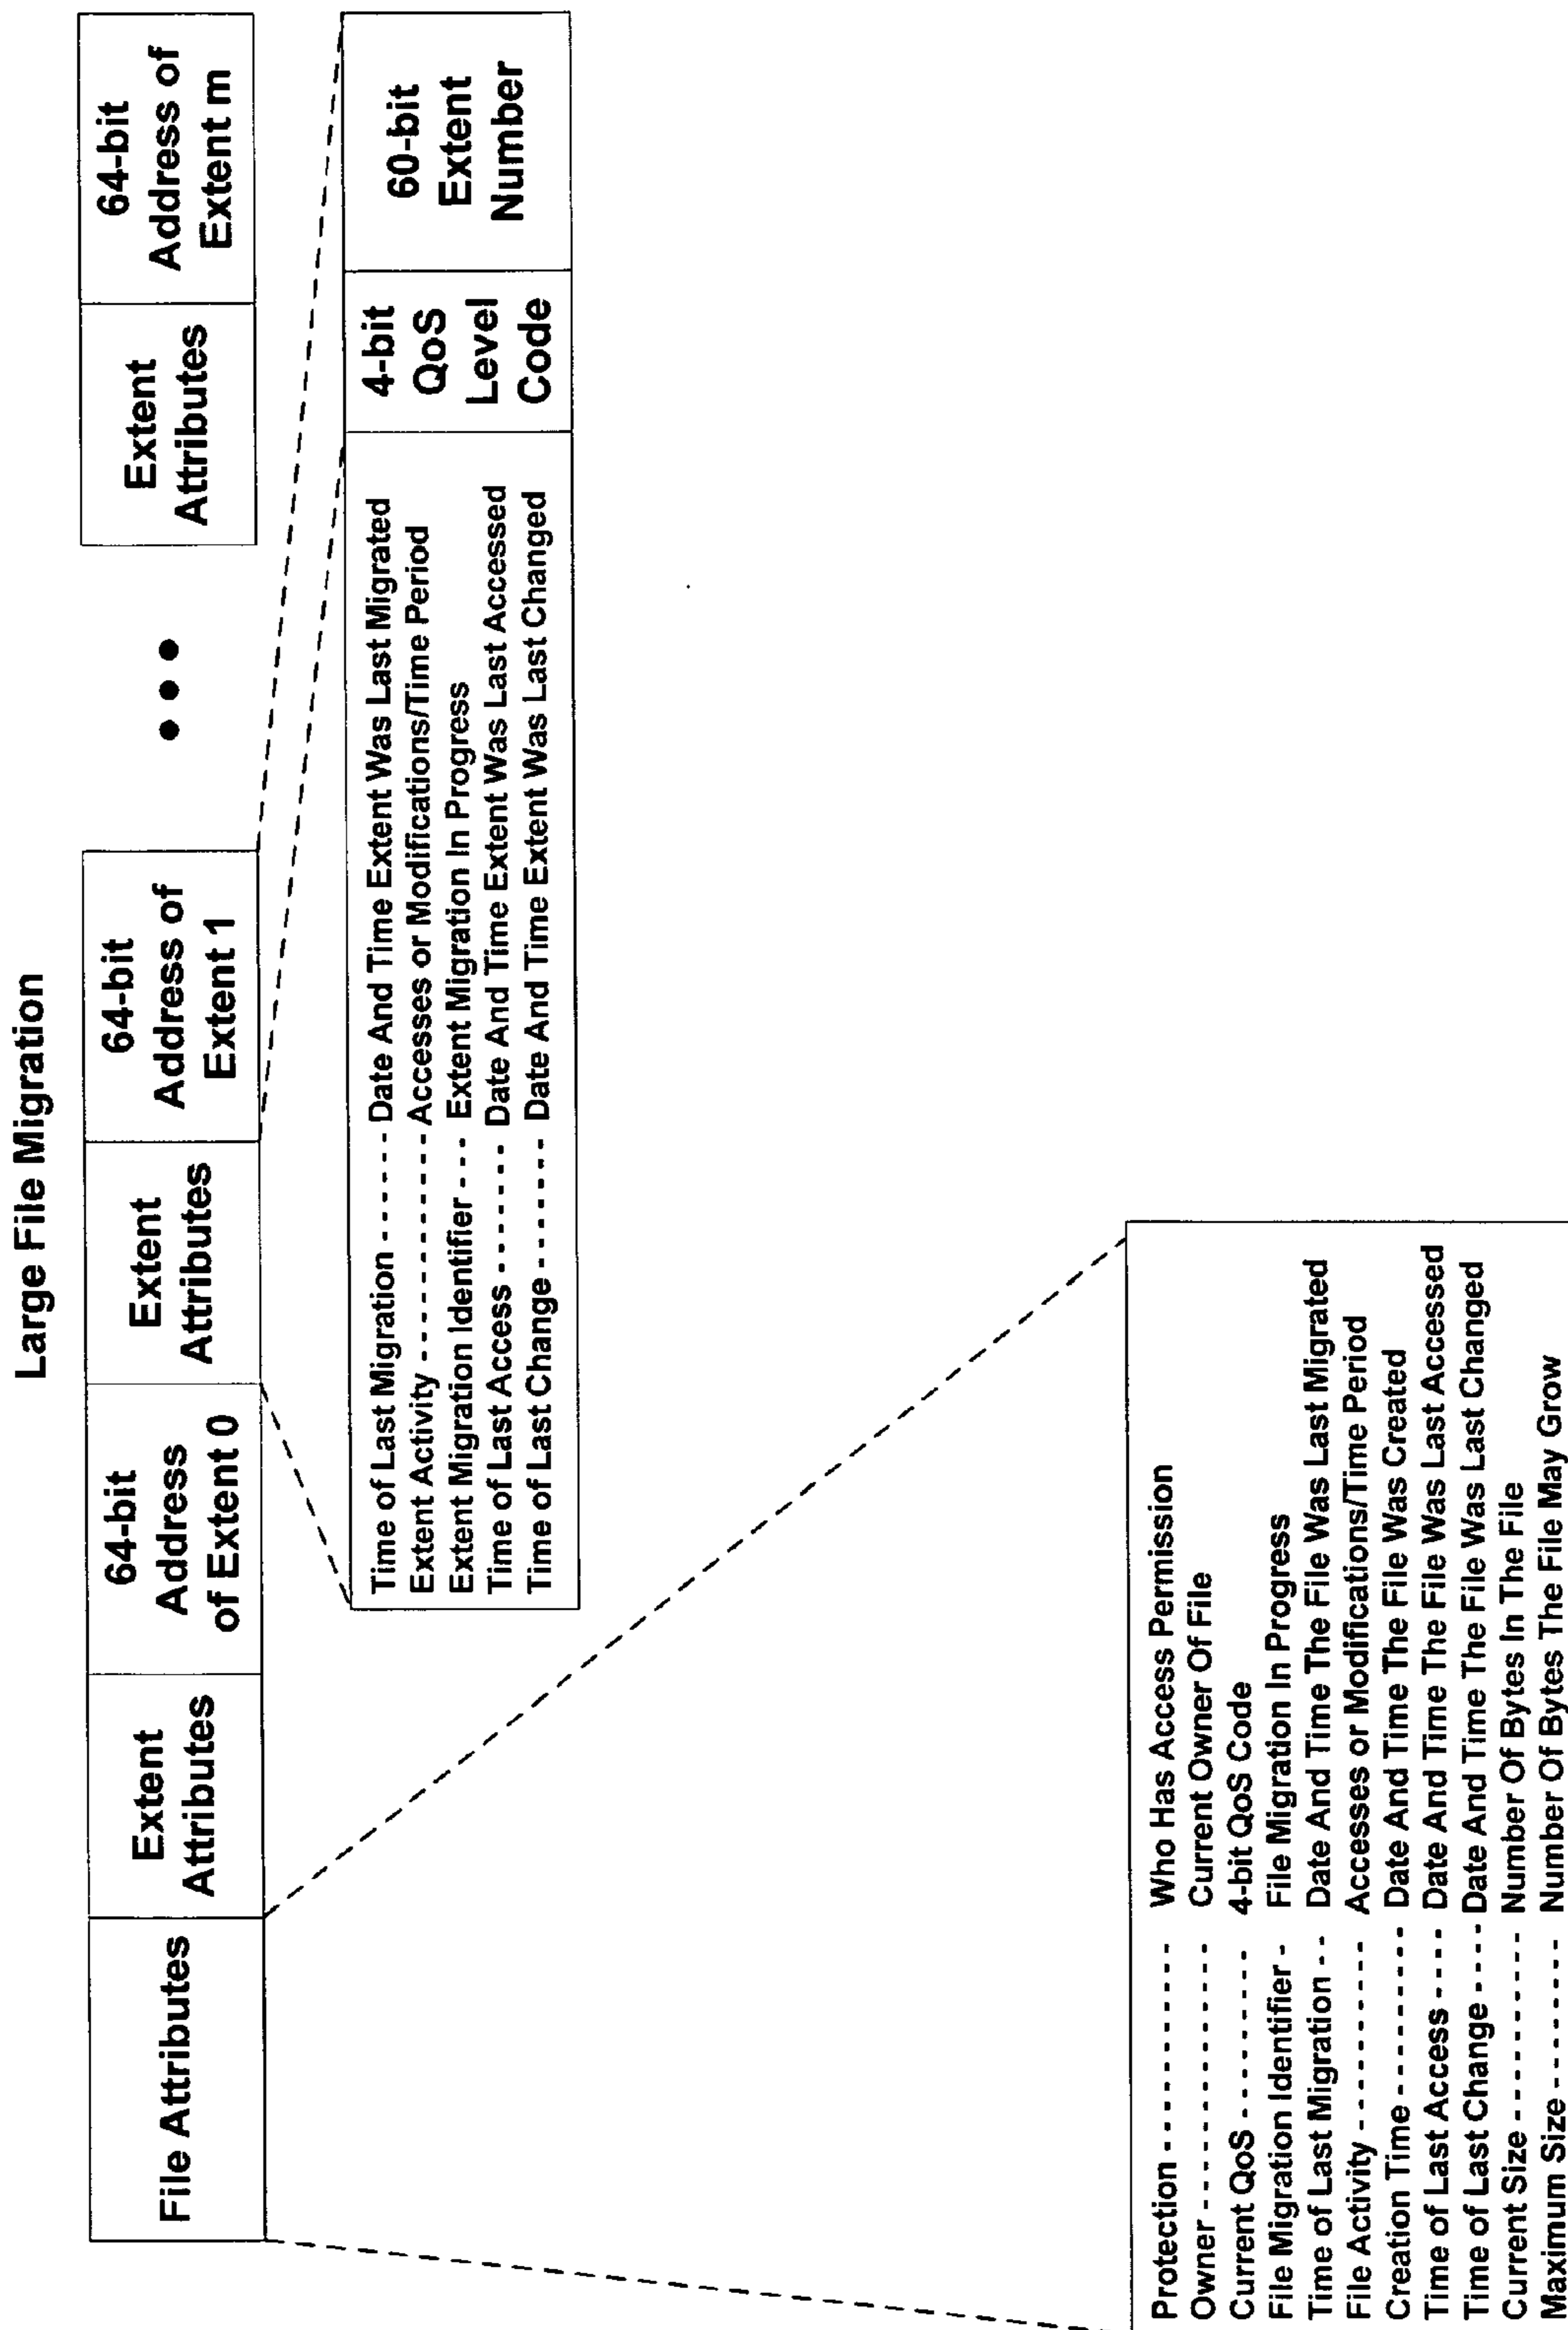 Large File Migration
File Attributes
Extent
Attributes
64-bit
Address
of Extent 0
Extent
Attributes
64-bit
Address of
Extent 1
• • •
Extent
Attributes
64-bit
Address of
Extent m
Time of Last Migration - - - - - - Date And Time Extent Was Last Migrated
Extent Activity - - - - - - - - - - - - Accesses or Modifications/Time Period
Extent Migration Identifier - - - Extent Migration In Progress
Time of Last Access - - - - - - - Date And Time Extent Was Last Accessed
Time of Last Change - - - - - - - Date And Time Extent Was Last Changed
4-bit
QoS
Level
Code
60-bit
Extent
Number
Protection - - - - - - - - - - - - Who Has Access Permission
Owner - - - - - - - - - - - - - - Current Owner Of File
Current QoS - - - - - - - - - 4-bit QoS Code
File Migration Identifier - File Migration In Progress
Time of Last Migration - - Date And Time The File Was Last Migrated
File Activity - - - - - - - - - - Accesses or Modifications/Time Period
Creation Time - - - - - - - - - Date And Time The File Was Created
Time of Last Access - - - - Date And Time The File Was Last Accessed
Time of Last Change - - - - Date And Time The File Was Last Changed
Current Size - - - - - - - - - - Number Of Bytes In The File
Maximum Size - - - - - - - - Number Of Bytes The File May Grow